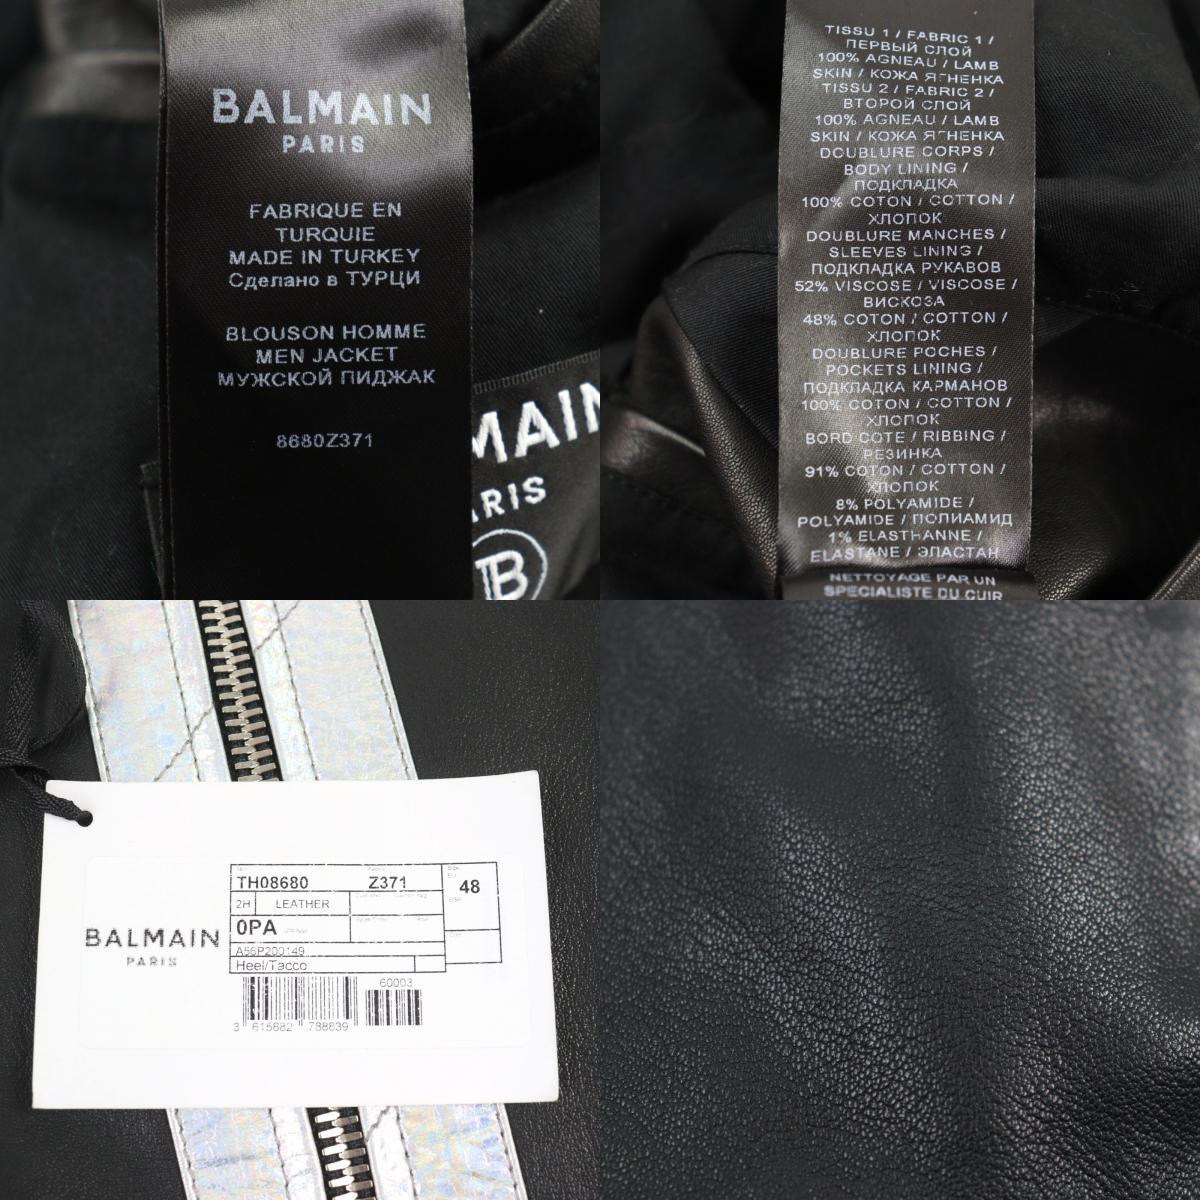 BALMAIN
PARIS
FABRIQUE EN
TURQUIE
MADE IN TURKEY
Сделано в ТУРЦИ
BLOUSON HOMME
MEN JACKET
МУЖСКОЙ ПИДЖАК
8680Z371
MAIN
ARIS
B
TISSU 1 / FABRIC 1 /
ПЕРВЫЙ СЛОЙ
100% AGNEAU / LAMB
SKIN / КОЖА ЯГНЕНКА
TISSU 2 / FABRIC 2 /
ВТОРОЙ СЛОЙ
100% AGNEAU / LAMB
SKIN / КОЖА ЯГНЕНКА
DOUBLURE CORPS /
BODY LINING /
ПОДКЛАДКА
100% COTON / COTTON /
ХЛОПОК
DOUBLURE MANCHES /
SLEEVES LINING /
ПОДКЛАДКА РУКАВОВ
52% VISCOSE / VISCOSE /
ВИСКОЗА
48% COTON / COTTON /
ХЛОПОК
DOUBLURE POCHES /
POCKETS LINING /
ПОДКЛАДКА КАРМАНОВ
100% COTON / COTTON /
ХЛОПОК
BORD COTE / RIBBING /
РЕЗИНКА
91% COTON / COTTON /
ХЛОПОК
8% POLYAMIDE /
POLYAMIDE / ПОЛИАМИД
1% ELASTHANNE /
ELASTANE / ЭЛАСТАН
NETTOYAGE PAR UN
SPECIALISTE DU CUIR
BALMAIN
PARIS
TH08680 Z371 48
2H LEATHER
0PA
A56P200149
Heel/Tacco
60003
3 615682 788839